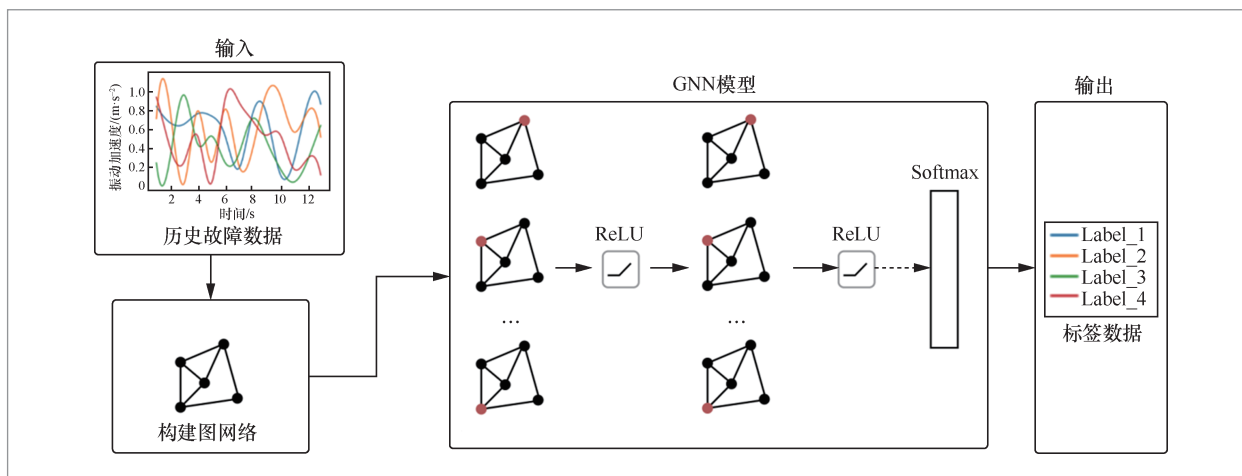 输入
振动加速度/(m·s⁻²)
1.0
0.8
0.6
0.4
0.2
0
2 4 6 8 10 12
时间/s
历史故障数据
构建图网络
GNN模型
ReLU
ReLU
Softmax
...
...
输出
Label_1
Label_2
Label_3
Label_4
标签数据